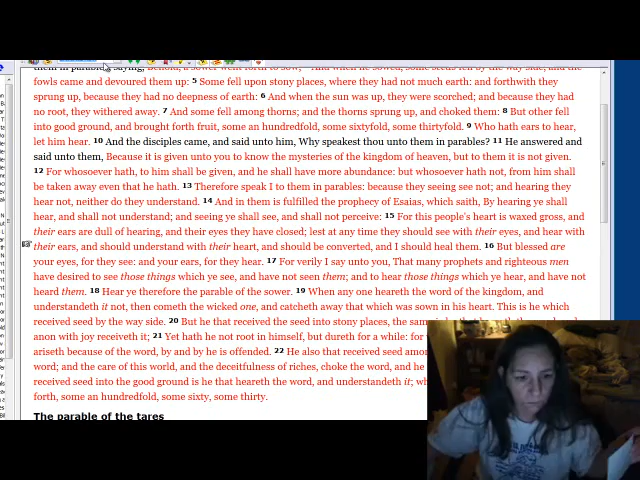 them in parables, saying, Behold, a sower went forth to sow; 4 And when he sowed, some seeds fell by the way side, and the
fowls came and devoured them up: 5 Some fell upon stony places, where they had not much earth: and forthwith they
sprung up, because they had no deepness of earth: 6 And when the sun was up, they were scorched; and because they had
no root, they withered away. 7 And some fell among thorns; and the thorns sprung up, and choked them: 8 But other fell
into good ground, and brought forth fruit, some an hundredfold, some sixtyfold, some thirtyfold. 9 Who hath ears to hear,
let him hear. 10 And the disciples came, and said unto him, Why speakest thou unto them in parables? 11 He answered and
said unto them, Because it is given unto you to know the mysteries of the kingdom of heaven, but to them it is not given.
12 For whosoever hath, to him shall be given, and he shall have more abundance: but whosoever hath not, from him shall
be taken away even that he hath. 13 Therefore speak I to them in parables: because they seeing see not; and hearing they
hear not, neither do they understand. 14 And in them is fulfilled the prophecy of Esaias, which saith, By hearing ye shall
hear, and shall not understand; and seeing ye shall see, and shall not perceive: 15 For this people's heart is waxed gross, and
their ears are dull of hearing, and their eyes they have closed; lest at any time they should see with their eyes, and hear with
their ears, and should understand with their heart, and should be converted, and I should heal them. 16 But blessed are
your eyes, for they see: and your ears, for they hear. 17 For verily I say unto you, That many prophets and righteous men
have desired to see those things which ye see, and have not seen them; and to hear those things which ye hear, and have not
heard them. 18 Hear ye therefore the parable of the sower. 19 When any one heareth the word of the kingdom, and
understandeth it not, then cometh the wicked one, and catcheth away that which was sown in his heart. This is he which
received seed by the way side. 20 But he that received the seed into stony places, the same
anon with joy receiveth it; 21 Yet hath he not root in himself, but dureth for a while: for
ariseth because of the word, by and by he is offended. 22 He also that received seed
word; and the care of this world, and the deceitfulness of riches, choke the word, and he
received seed into the good ground is he that heareth the word, and understandeth it;
forth, some an hundredfold, some sixty, some thirty.
The parable of the tares